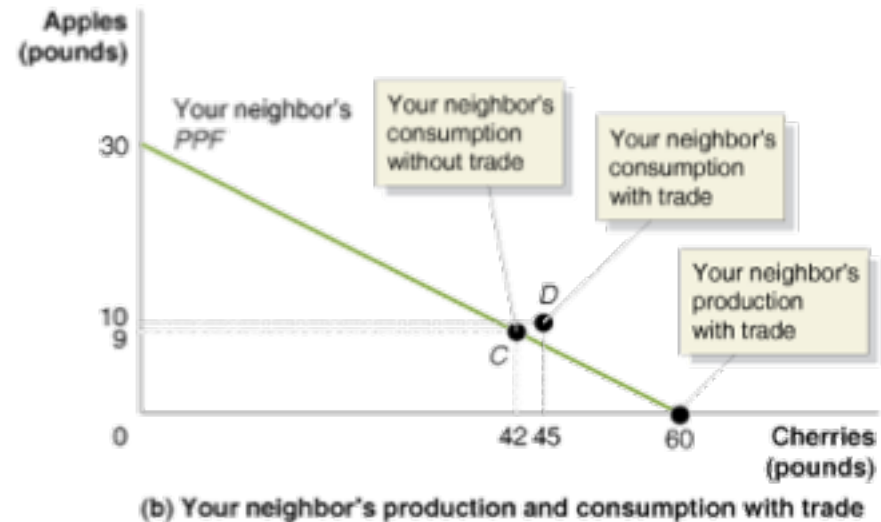 Apples
(pounds)
Your neighbor's
PPF
Your neighbor's
consumption
without trade
Your neighbor's
consumption
with trade
Your neighbor's
production
with trade
30
10
9
D
C
0
42 45
60
Cherries
(pounds)
(b) Your neighbor's production and consumption with trade